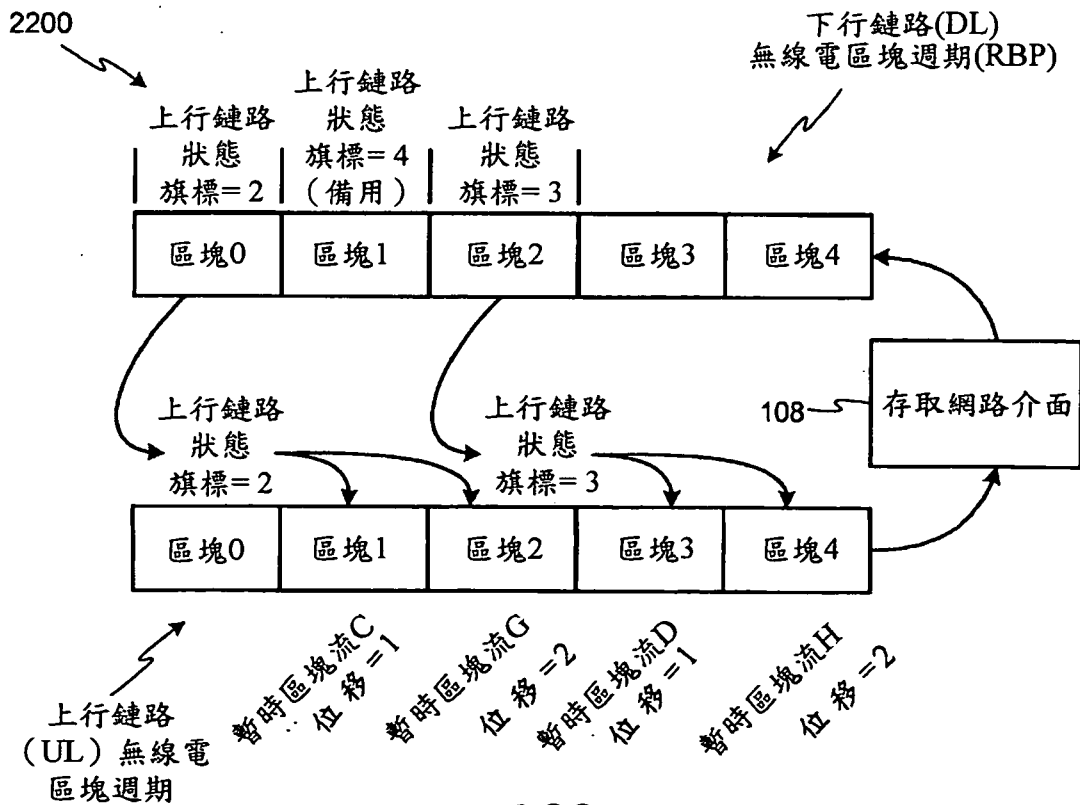 2200
下行鏈路(DL)
無線電區塊週期(RBP)
上行鏈路
狀態
旗標=2
上行鏈路
狀態
旗標=4
(備用)
上行鏈路
狀態
旗標=3
區塊0
區塊1
區塊2
區塊3
區塊4
存取網路介面
108
上行鏈路
狀態
旗標=2
上行鏈路
狀態
旗標=3
區塊0
區塊1
區塊2
區塊3
區塊4
暫時區塊流C
位移=1
暫時區塊流G
位移=2
暫時區塊流D
位移=1
暫時區塊流H
位移=2
上行鏈路
(UL)無線電
區塊週期